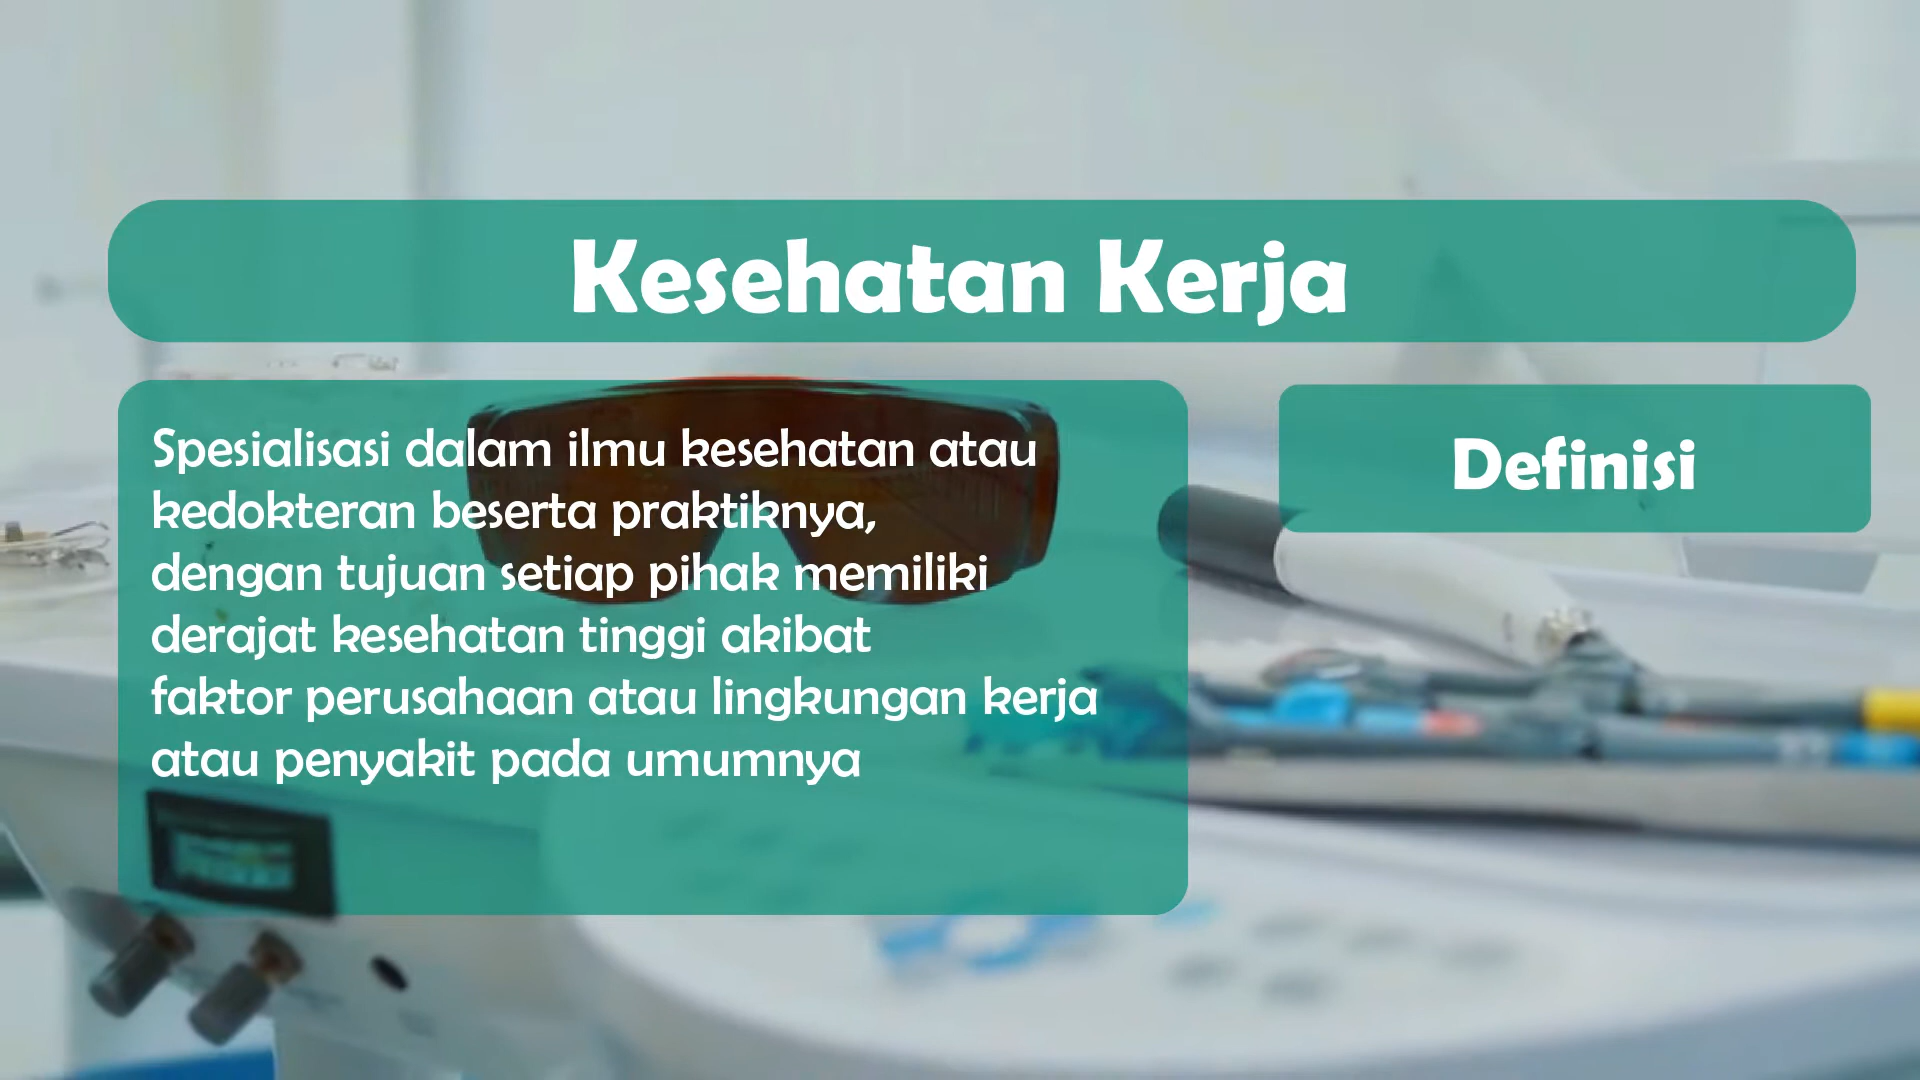 Kesehatan Kerja
Spesialisasi dalam ilmu kesehatan atau
kedokteran beserta praktiknya,
dengan tujuan setiap pihak memiliki
derajat kesehatan tinggi akibat
faktor perusahaan atau lingkungan kerja
atau penyakit pada umumnya
Definisi